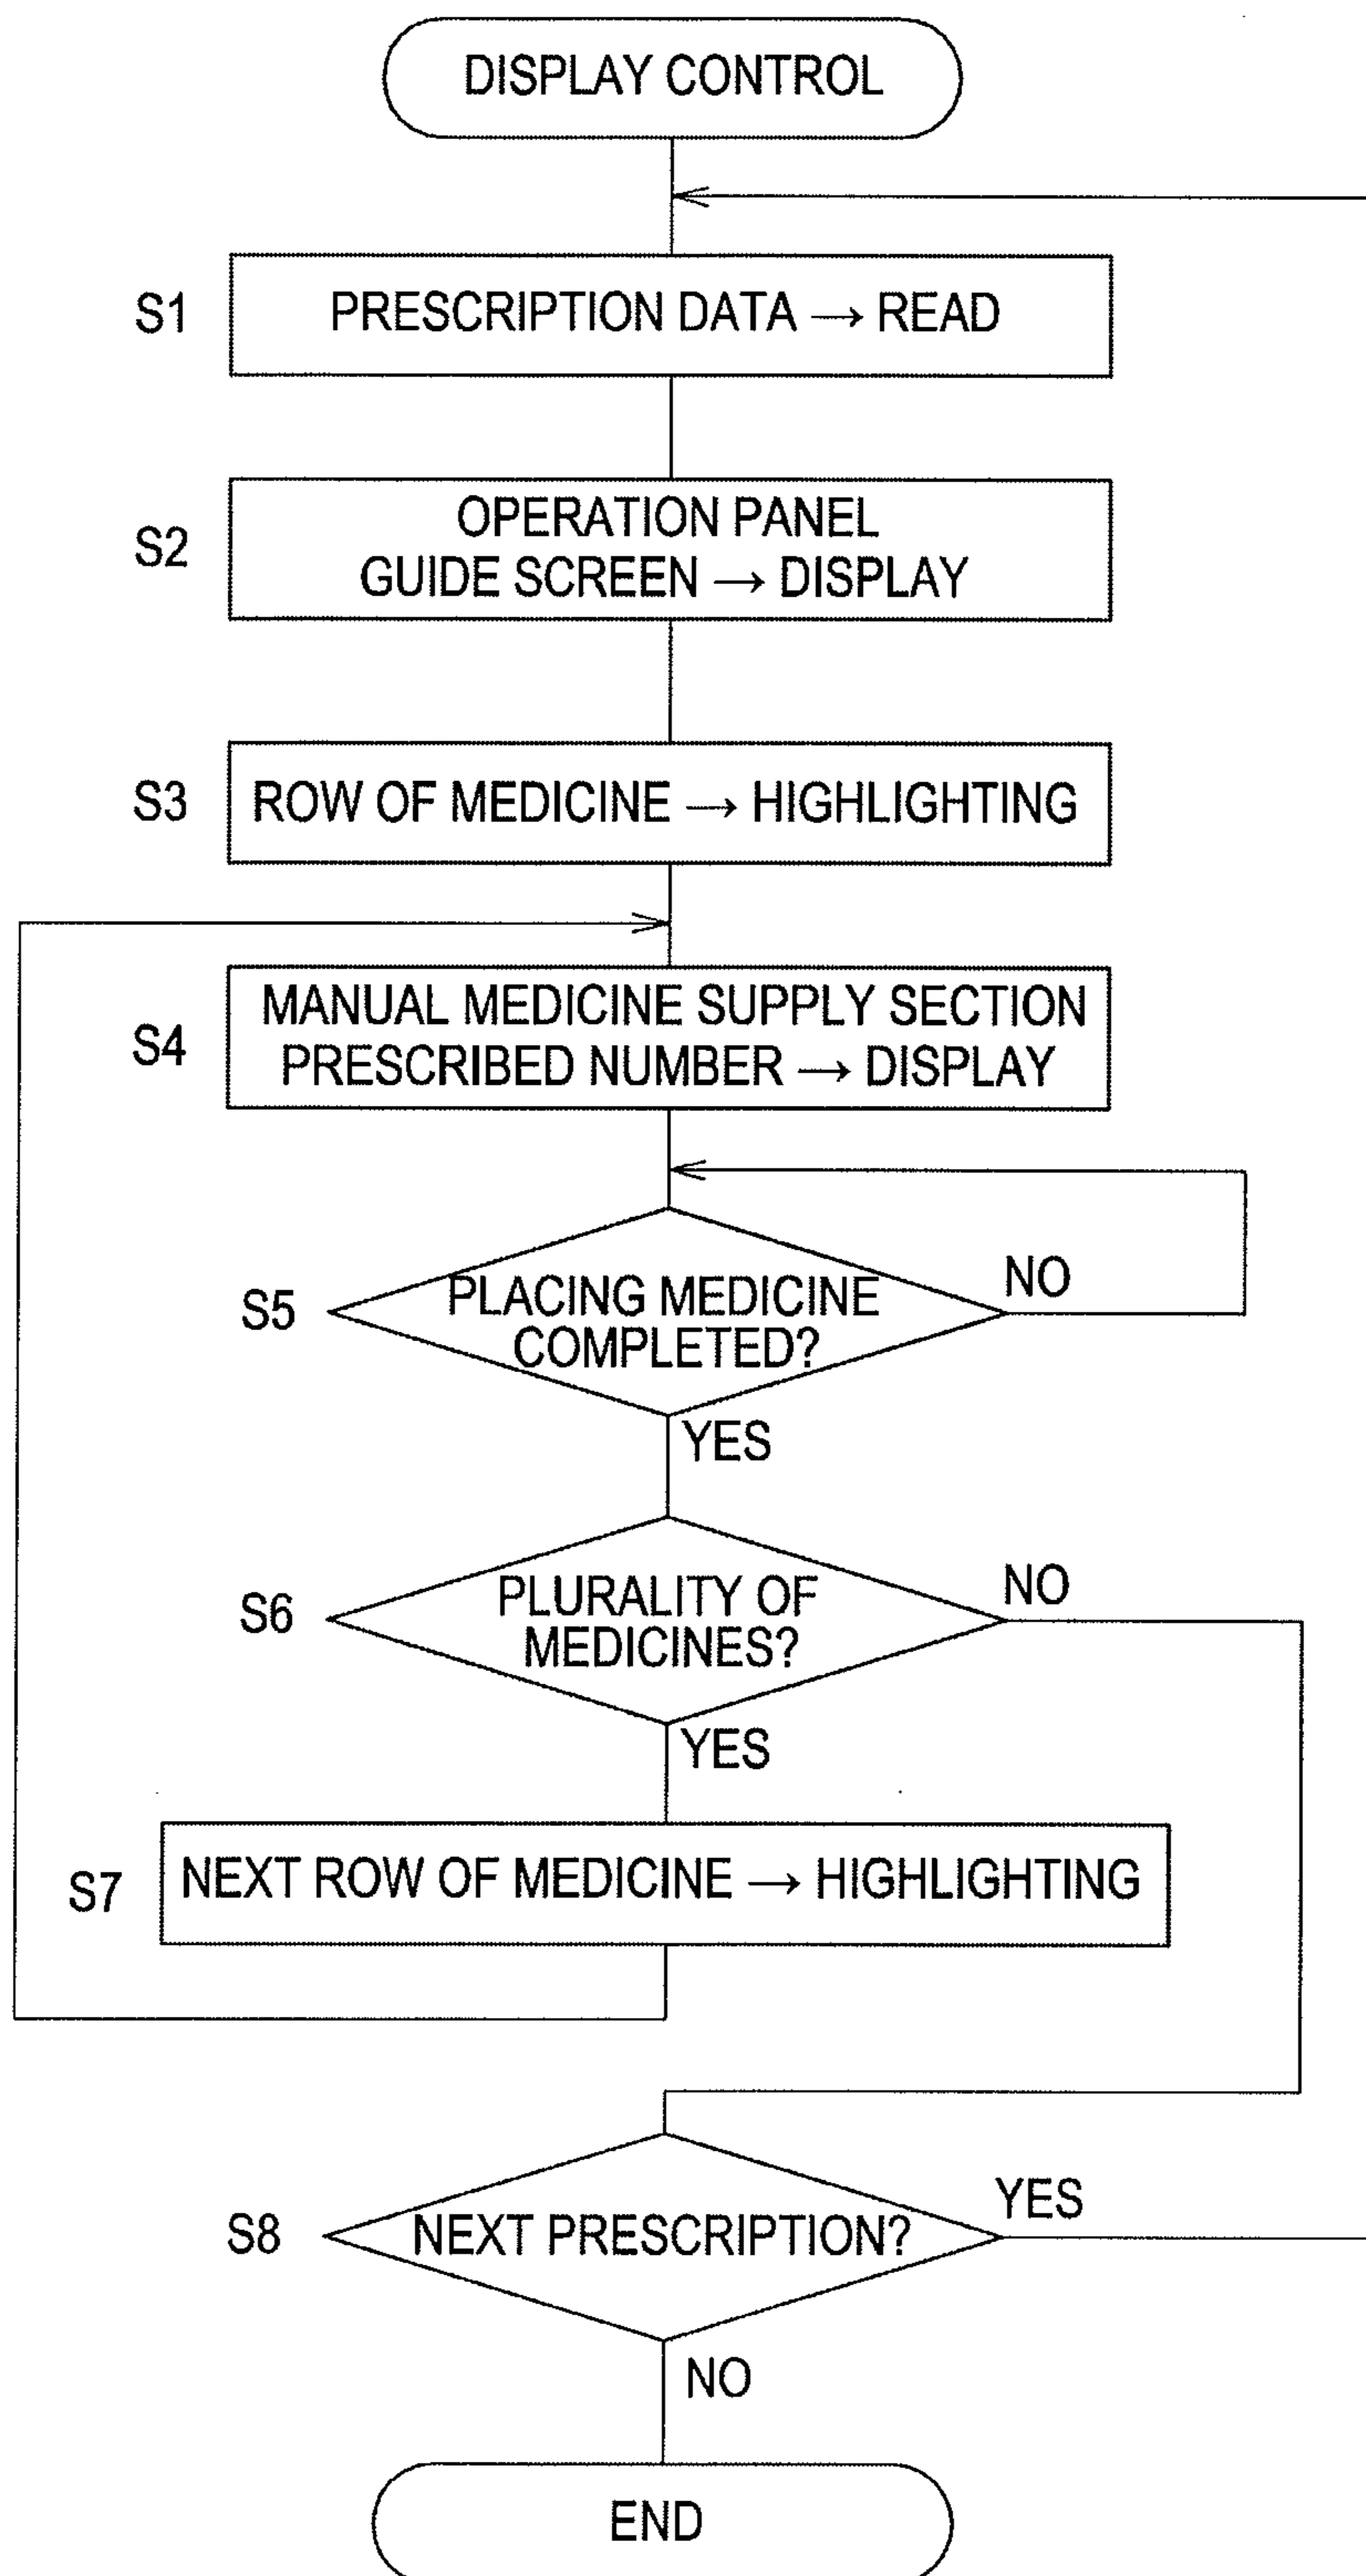 DISPLAY CONTROL
S1
PRESCRIPTION DATA → READ
S2
OPERATION PANEL
GUIDE SCREEN → DISPLAY
S3
ROW OF MEDICINE → HIGHLIGHTING
S4
MANUAL MEDICINE SUPPLY SECTION
PRESCRIBED NUMBER → DISPLAY
S5
PLACING MEDICINE
COMPLETED?
NO
YES
S6
PLURALITY OF
MEDICINES?
NO
YES
S7
NEXT ROW OF MEDICINE → HIGHLIGHTING
S8
NEXT PRESCRIPTION?
YES
NO
END